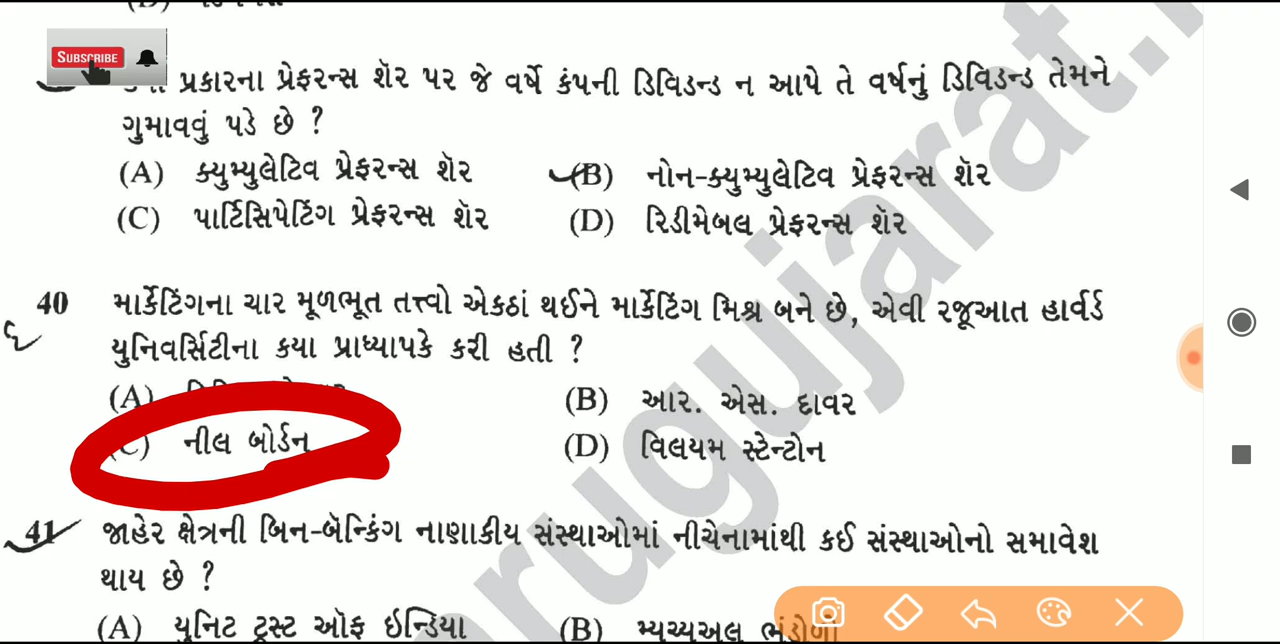 SUBSCRIBE
પ્રકારના પ્રેફરન્સ શૅર પર જે વર્ષે કંપની ડિવિડન્ડ ન આપે તે વર્ષનું ડિવિડન્ડ તેમને
ગુમાવવું પડે છે ?
(A) ક્યુમ્યુલેટિવ પ્રેફરન્સ શૅર (B) નોન-ક્યુમ્યુલેટિવ પ્રેફરન્સ શૅર
(C) પાર્ટિસિપેટિંગ પ્રેફરન્સ શૅર (D) રિડીમેબલ પ્રેફરન્સ શૅર
40 માર્કેટિંગના ચાર મૂળભૂત તત્ત્વો એકઠાં થઈને માર્કેટિંગ મિશ્ર બને છે, એવી રજૂઆત હાર્વર્ડ
યુનિવર્સિટીના કયા પ્રાધ્યાપકે કરી હતી ?
(A) (B) આર. એસ. દાવર
(C) નીલ બોર્ડન (D) વિલયમ સ્ટેન્ટોન
41 જાહેર ક્ષેત્રની બિન-બૅન્કિંગ નાણાકીય સંસ્થાઓમાં નીચેનામાંથી કઈ સંસ્થાઓનો સમાવેશ
થાય છે ?
(A) યુનિટ ટ્રસ્ટ ઑફ ઇન્ડિયા (B) મ્યુચ્યુઅલ ભંડોળો
rugujarat.